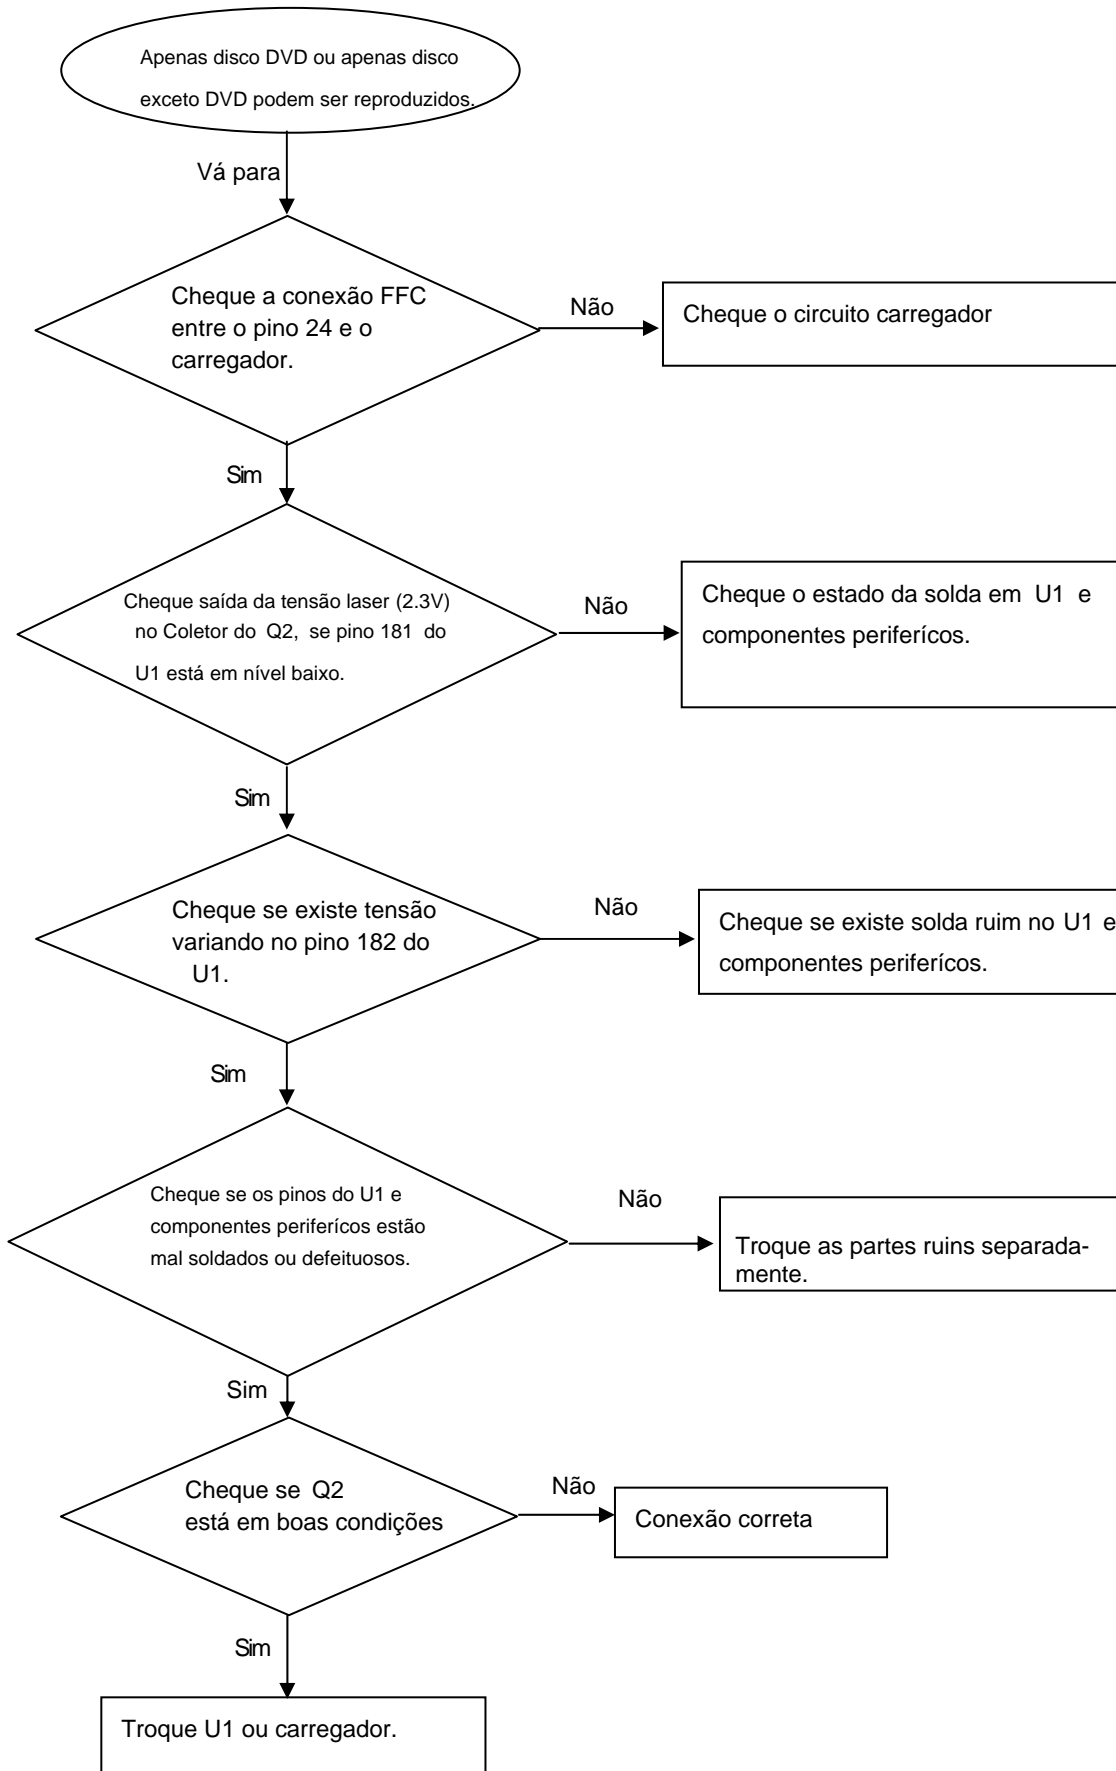 Apenas disco DVD ou apenas disco
exceto DVD podem ser reproduzidos.
Vá para
Cheque a conexão FFC
entre o pino 24 e o
carregador.
Não
Cheque o circuito carregador
Sim
Cheque saída da tensão laser (2.3V)
no Coletor do Q2, se pino 181 do
U1 está em nível baixo.
Não
Cheque o estado da solda em U1 e
componentes periferícos.
Sim
Cheque se existe tensão
variando no pino 182 do
U1.
Não
Cheque se existe solda ruim no U1 e
componentes periferícos.
Sim
Cheque se os pinos do U1 e
componentes periferícos estão
mal soldados ou defeituosos.
Não
Troque as partes ruins separada-
mente.
Sim
Cheque se Q2
está em boas condições
Não
Conexão correta
Sim
Troque U1 ou carregador.